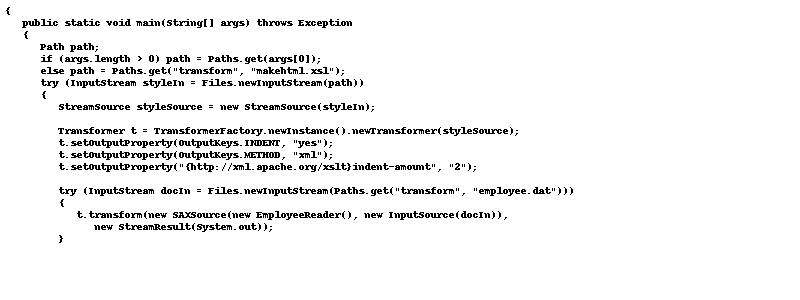 {
public static void main(String[] args) throws Exception
{
Path path;
if (args.length > 0) path = Paths.get(args[0]);
else path = Paths.get("transform", "makehtml.xsl");
try (InputStream styleIn = Files.newInputStream(path))
{
StreamSource styleSource = new StreamSource(styleIn);
Transformer t = TransformerFactory.newInstance().newTransformer(styleSource);
t.setOutputProperty(OutputKeys.INDENT, "yes");
t.setOutputProperty(OutputKeys.METHOD, "xml");
t.setOutputProperty("{http://xml.apache.org/xslt}indent-amount", "2");
try (InputStream docIn = Files.newInputStream(Paths.get("transform", "employee.dat")))
{
t.transform(new SAXSource(new EmployeeReader(), new InputSource(docIn)),
new StreamResult(System.out));
}